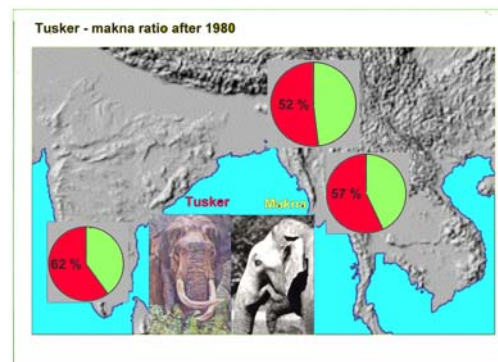 Tusker - makna ratio after 1980
52 %
57 %
Tusker
Makna
62 %